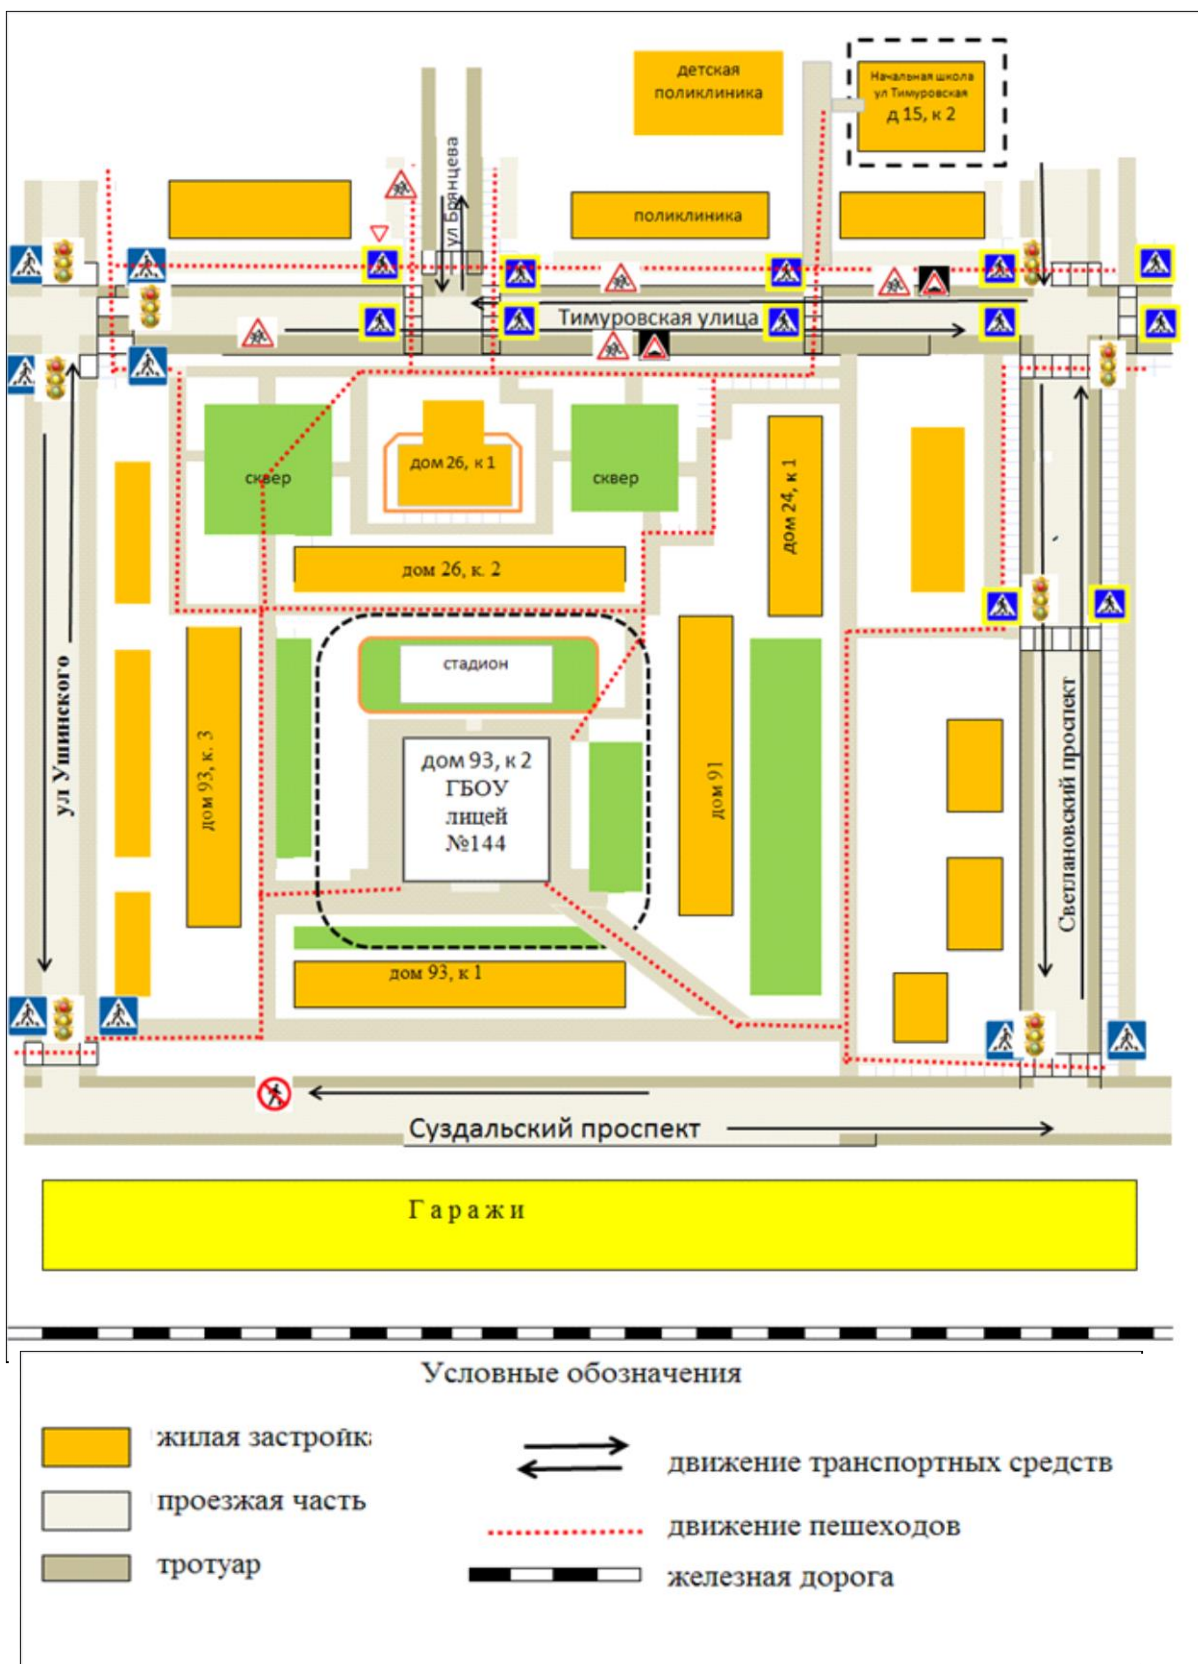 детская
поликлиника
Начальная школа
ул Тимуровская
д 15, к 2
ул Брянцева
поликлиника
Тимуровская улица
сквер
дом 26, к 1
сквер
дом 24, к 1
дом 26, к. 2
стадион
ул Ушинского
дом 93, к. 3
дом 93, к 2
ГБОУ
лицей
№144
дом 91
Светлановский проспект
дом 93, к 1
Суздальский проспект
Гаражи
Условные обозначения
жилая застройка
движение транспортных средств
проезжая часть
движение пешеходов
тротуар
железная дорога